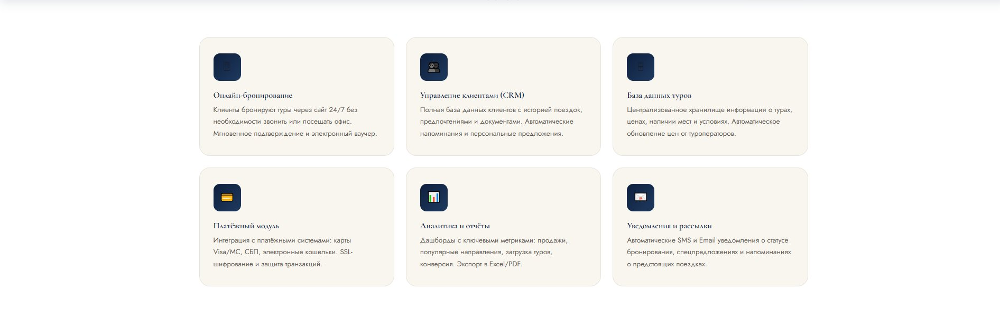 Онлайн-бронирование
Клиенты бронируют туры через сайт 24/7 без
необходимости звонить или посещать офис.
Мгновенное подтверждение и электронный ваучер.
Управление клиентами (CRM)
Полная база данных клиентов с историей поездок,
предпочтениями и документами. Автоматические
напоминания и персональные предложения.
База данных туров
Централизованное хранилище информации о турах,
ценах, наличии мест и условиях. Автоматическое
обновление цен от туроператоров.
Платёжный модуль
Интеграция с платёжными системами: карты
Visa/МС, СБП, электронные кошельки. SSL-
шифрование и защита транзакций.
Аналитика и отчёты
Дашборды с ключевыми метриками: продажи,
популярные направления, загрузка туров,
конверсия. Экспорт в Excel/PDF.
Уведомления и рассылки
Автоматические SMS и Email уведомления о статусе
бронирования, спецпредложениях и напоминаниях
о предстоящих поездках.